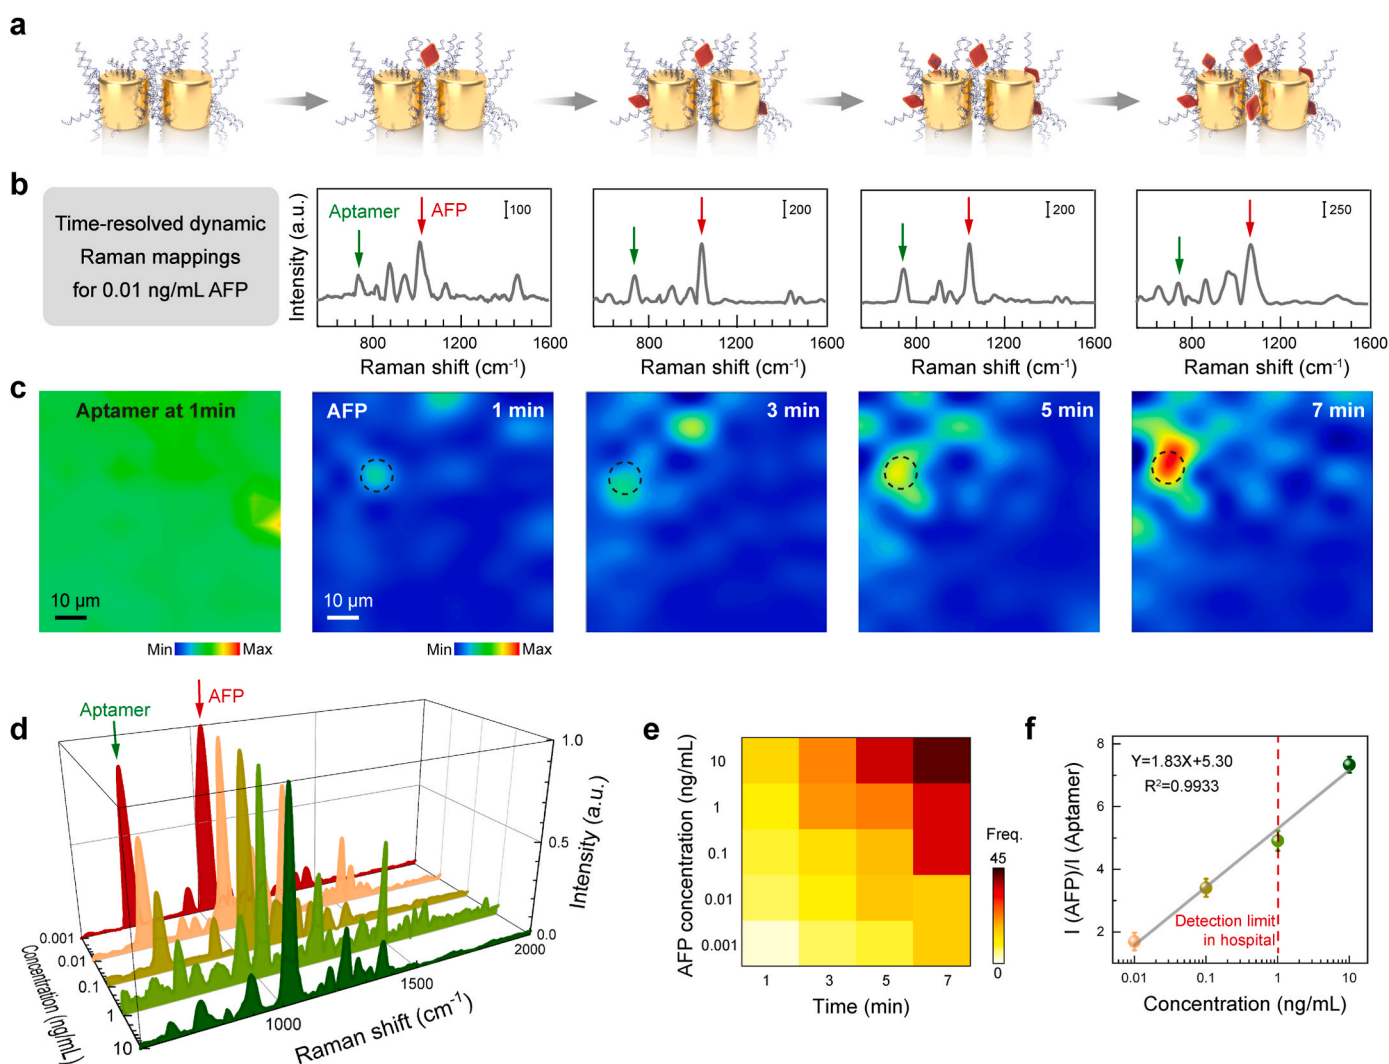 a
b
Time-resolved dynamic
Raman mappings
for 0.01 ng/mL AFP
Intensity (a.u.)
Aptamer
AFP
100
200
200
250
800 1200 1600
800 1200 1600
800 1200 1600
800 1200 1600
Raman shift (cm⁻¹)
Raman shift (cm⁻¹)
Raman shift (cm⁻¹)
Raman shift (cm⁻¹)
c
Aptamer at 1min
10 µm
Min Max
AFP 1 min
10 µm
Min Max
3 min
5 min
7 min
d
Aptamer
AFP
1.0
0.5
0.0
Intensity (a.u.)
0.001
0.01
0.1
1
10
Concentration (ng/mL)
1000
1500
2000
Raman shift (cm⁻¹)
e
AFP concentration (ng/mL)
10
1
0.1
0.01
0.001
1 3 5 7
Time (min)
Freq.
45
0
f
I (AFP)/I (Aptamer)
8
6
4
2
Y=1.83X+5.30
R²=0.9933
Detection limit
in hospital
0.01 0.1 1 10
Concentration (ng/mL)